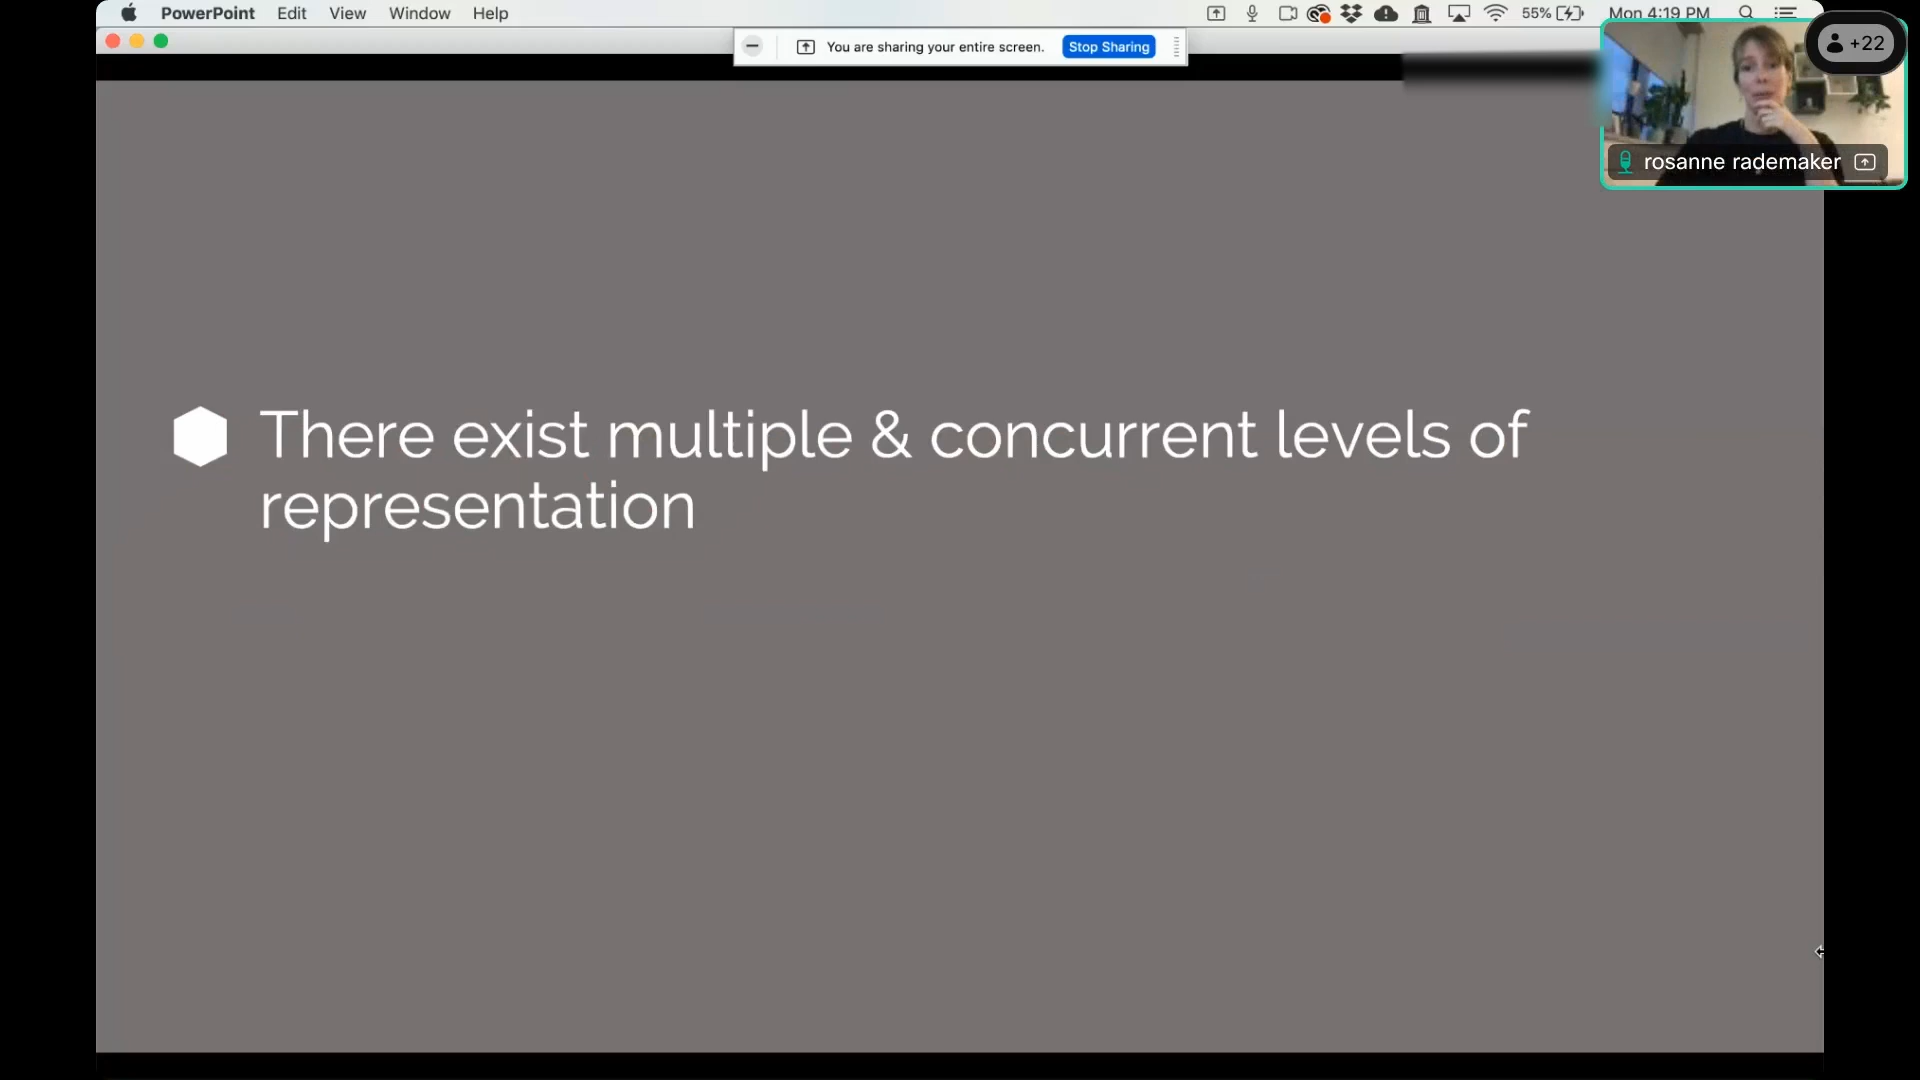 PowerPoint Edit View Window Help
55% Mon 4:19 PM
You are sharing your entire screen. Stop Sharing
+22
rosanne rademaker
There exist multiple & concurrent levels of
representation